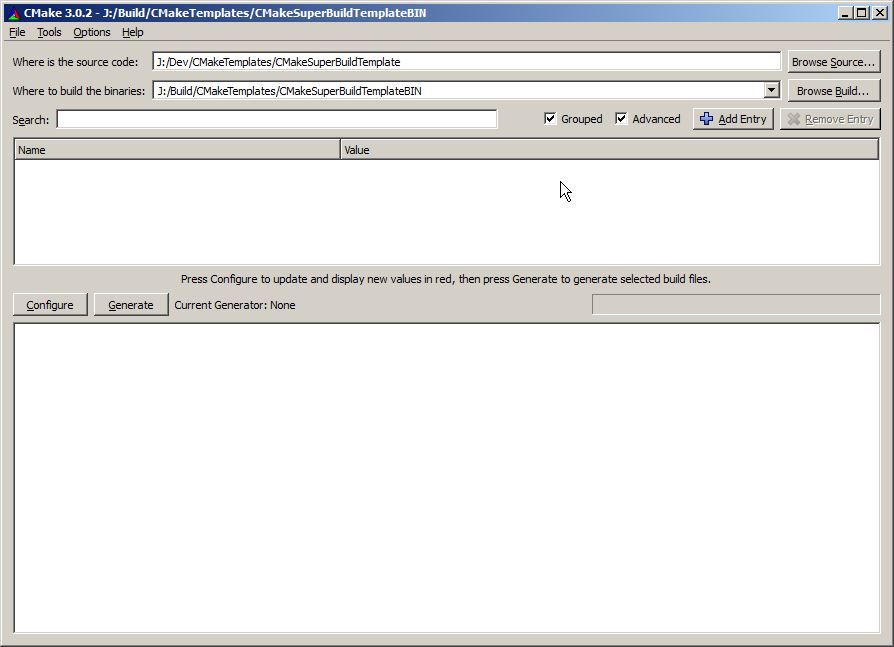 CMake 3.0.2 - J:/Build/CMakeTemplates/CMakeSuperBuildTemplateBIN
File Tools Options Help
Where is the source code: J:/Dev/CMakeTemplates/CMakeSuperBuildTemplate Browse Source...
Where to build the binaries: J:/Build/CMakeTemplates/CMakeSuperBuildTemplateBIN Browse Build...
Search: Grouped Advanced Add Entry Remove Entry
Name Value
Press Configure to update and display new values in red, then press Generate to generate selected build files.
Configure Generate Current Generator: None